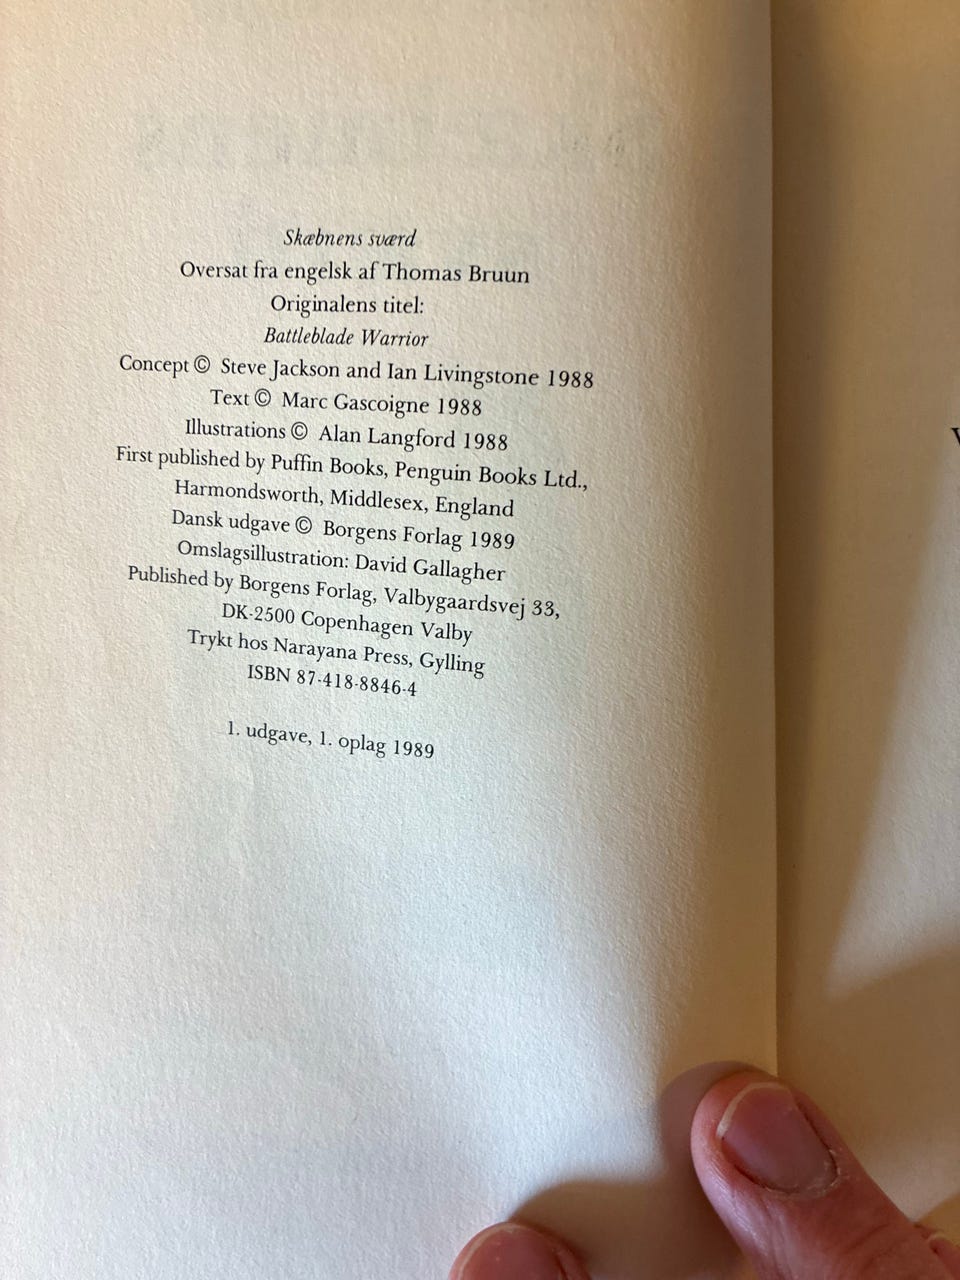 Skæbnens sværd
Oversat fra engelsk af Thomas Bruun
Originalens titel:
Battleblade Warrior
Concept © Steve Jackson and Ian Livingstone 1988
Text © Marc Gascoigne 1988
Illustrations © Alan Langford 1988
First published by Puffin Books, Penguin Books Ltd.,
Harmondsworth, Middlesex, England
Dansk udgave © Borgens Forlag 1989
Omslagsillustration: David Gallagher
Published by Borgens Forlag, Valbygaardsvej 33,
DK-2500 Copenhagen Valby
Trykt hos Narayana Press, Gylling
ISBN 87-418-8846-4
1. udgave, 1. oplag 1989